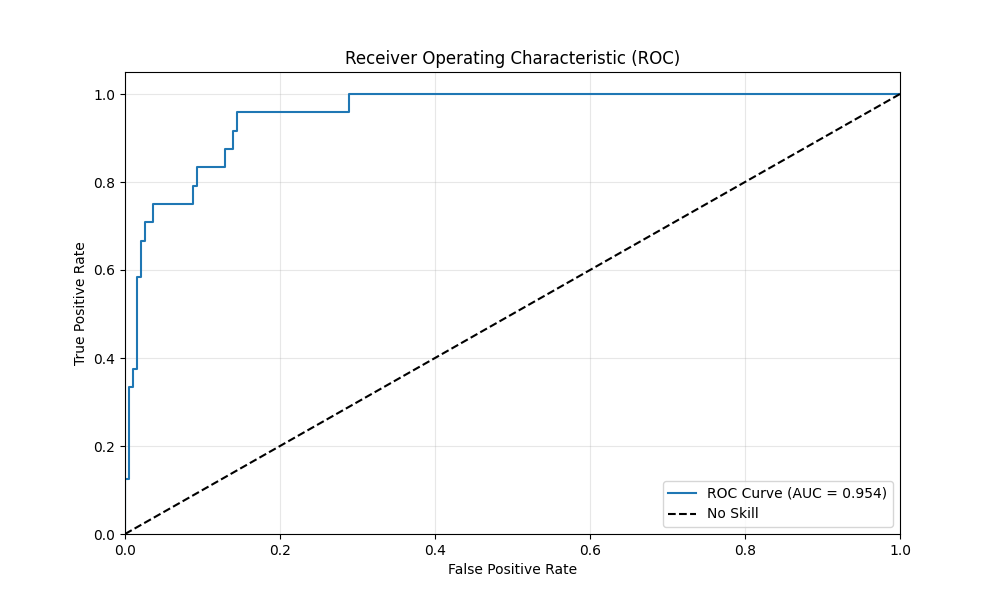 Receiver Operating Characteristic (ROC)
True Positive Rate
1.0
0.8
0.6
0.4
0.2
0.0
0.0 0.2 0.4 0.6 0.8 1.0
False Positive Rate
ROC Curve (AUC = 0.954)
No Skill